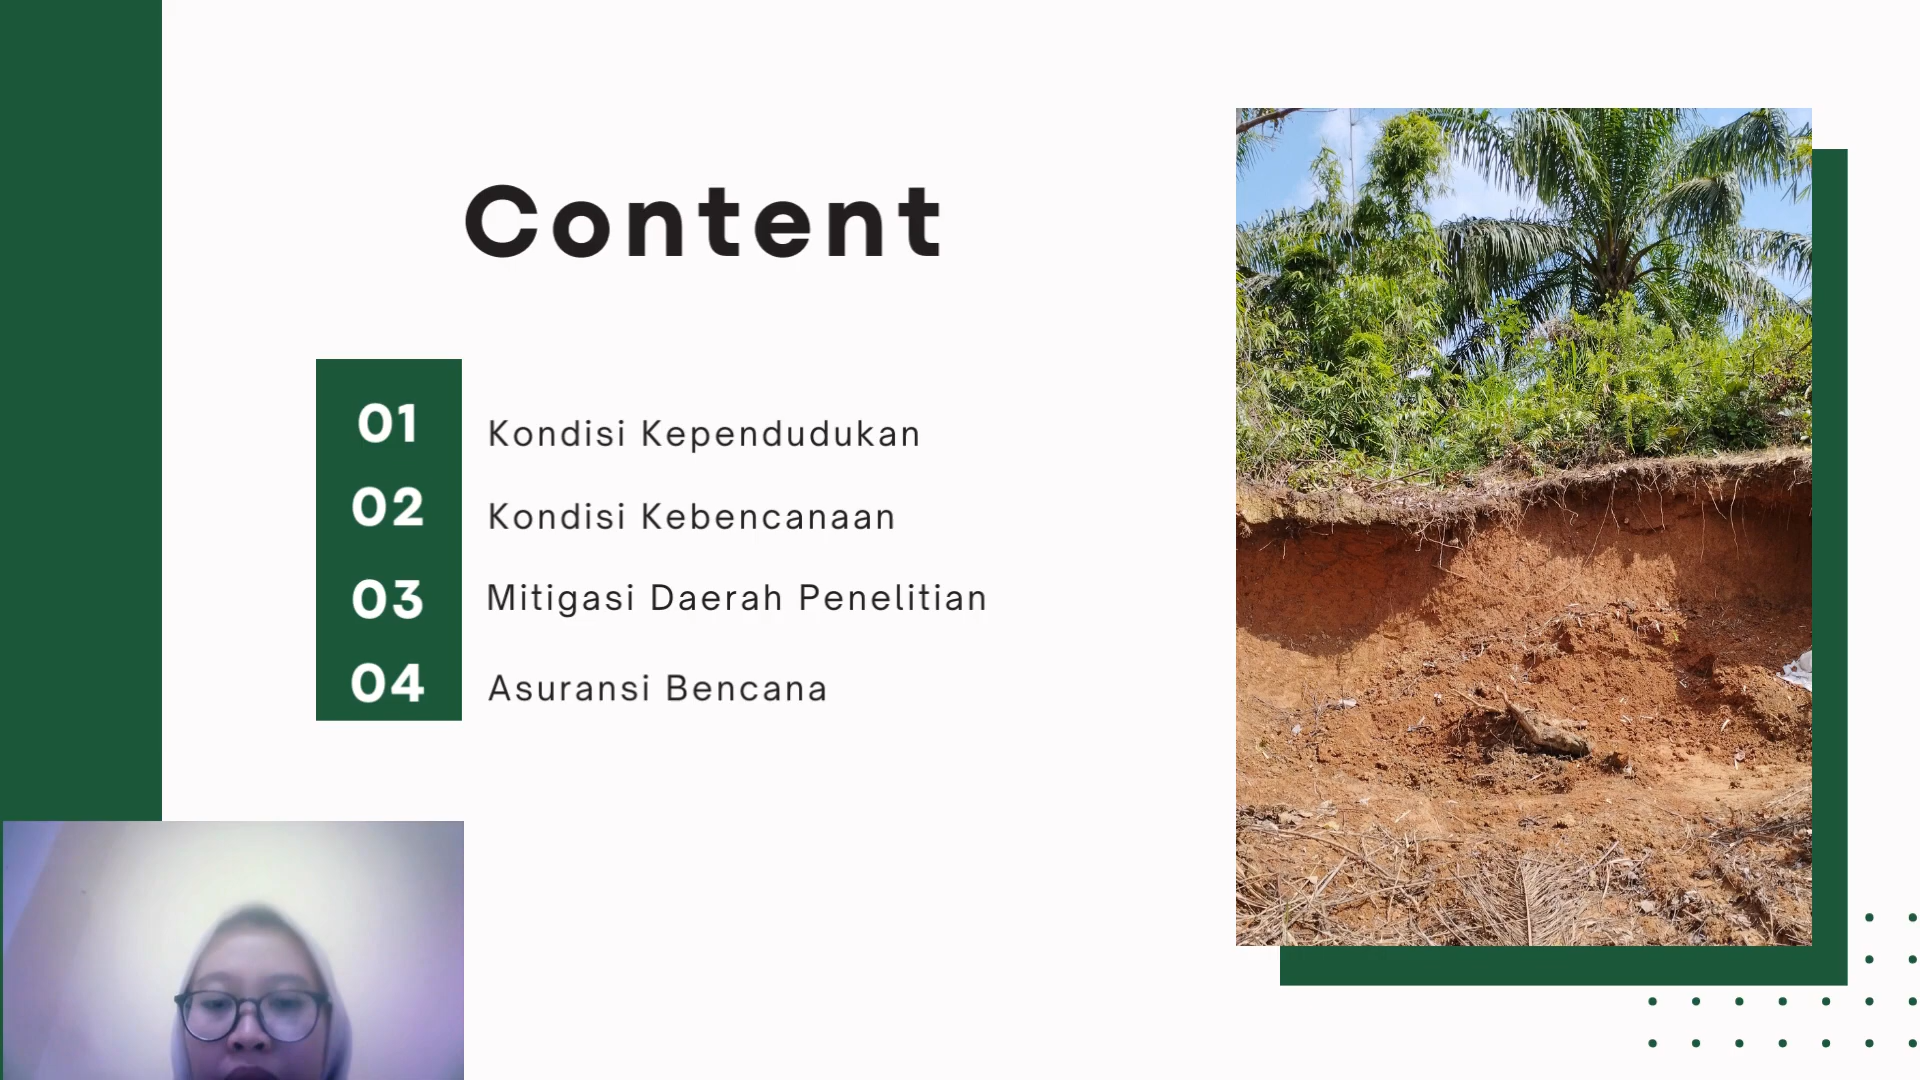 Content
01 Kondisi Kependudukan
02 Kondisi Kebencanaan
03 Mitigasi Daerah Penelitian
04 Asuransi Bencana